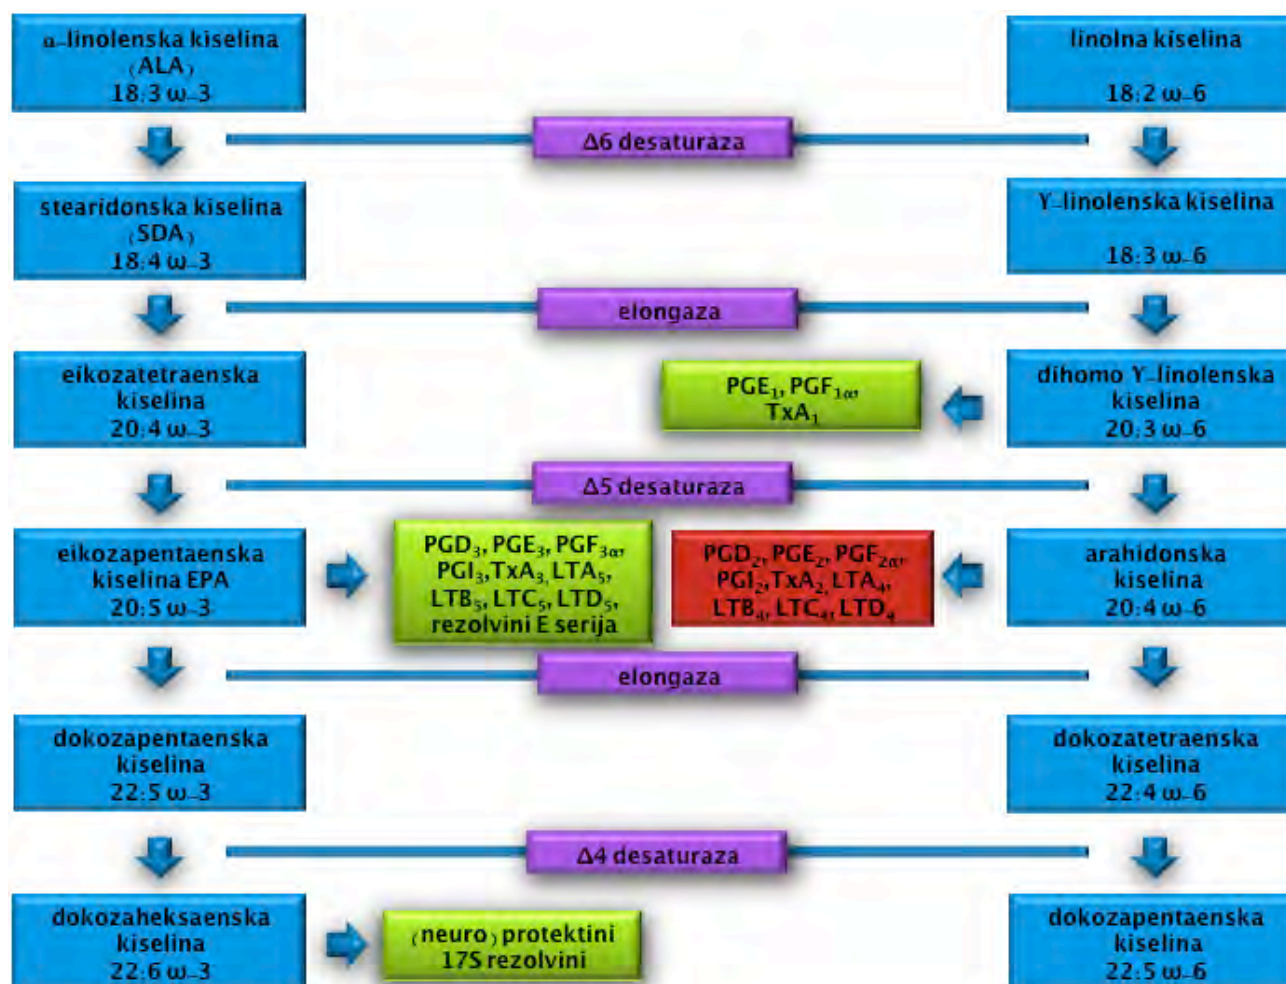 α-linolenska kiselina
(ALA)
18:3 ω-3
linolna kiselina
18:2 ω-6
Δ6 desaturaza
stearidonska kiselina
(SDA)
18:4 ω-3
Υ-linolenska kiselina
18:3 ω-6
elongaza
eikozatetraenska
kiselina
20:4 ω-3
PGE₁, PGF₁α,
TxA₁
dihomo Υ-linolenska
kiselina
20:3 ω-6
Δ5 desaturaza
eikozapentaenska
kiselina EPA
20:5 ω-3
PGD₃, PGE₃, PGF₃α,
PGI₃,TxA₃, LTA₅,
LTB₅, LTC₅, LTD₅,
rezolvini E serija
PGD₂, PGE₂, PGF₂α,
PGI₂,TxA₂, LTA₄,
LTB₄, LTC₄, LTD₄
arahidonska
kiselina
20:4 ω-6
elongaza
dokozapentaenska
kiselina
22:5 ω-3
dokozatetraenska
kiselina
22:4 ω-6
Δ4 desaturaza
dokozaheksaenska
kiselina
22:6 ω-3
(neuro)protektini
17S rezolvini
dokozapentaenska
kiselina
22:5 ω-6